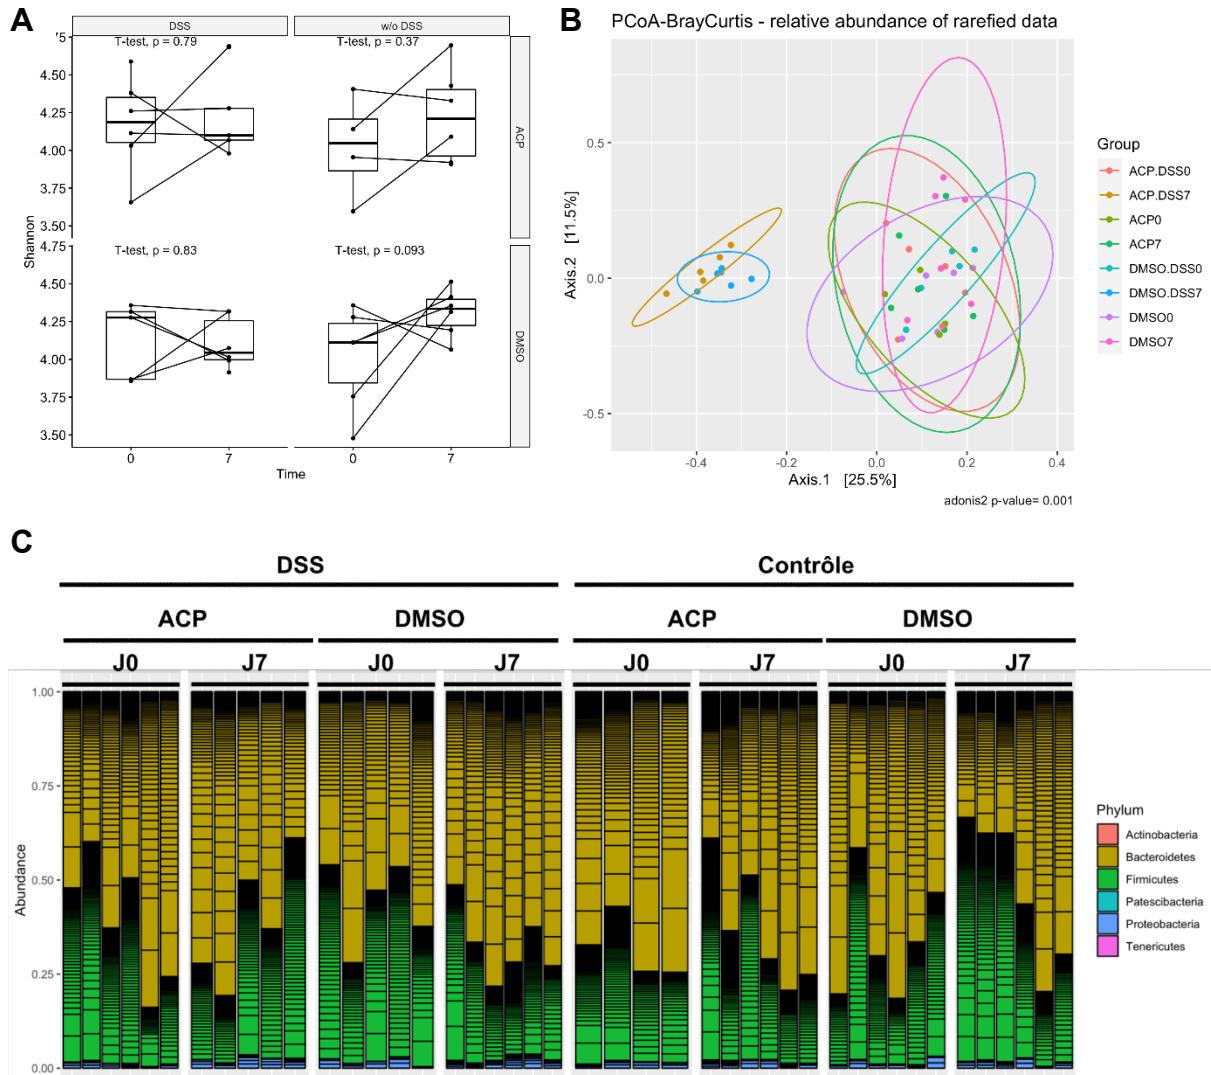 A
DSS
w/o DSS
T-test, p = 0.79
T-test, p = 0.37
4.50
4.25
4.00
3.75
3.50
ACP
Shannon
T-test, p = 0.83
T-test, p = 0.093
4.75
4.50
4.25
4.00
3.75
3.50
DMSO
0
7
0
7
Time
B
PCoA-BrayCurtis - relative abundance of rarefied data
0.5
0.0
-0.5
Axis.2 [11.5%]
-0.4
-0.2
0.0
0.2
0.4
Axis.1 [25.5%]
adonis2 p-value= 0.001
Group
ACP.DSS0
ACP.DSS7
ACP0
ACP7
DMSO.DSS0
DMSO.DSS7
DMSO0
DMSO7
C
DSS
Contrôle
ACP
DMSO
ACP
DMSO
J0
J7
J0
J7
J0
J7
J0
J7
1.00
0.75
0.50
0.25
0.00
Abundance
Phylum
Actinobacteria
Bacteroidetes
Firmicutes
Patescibacteria
Proteobacteria
Tenericutes